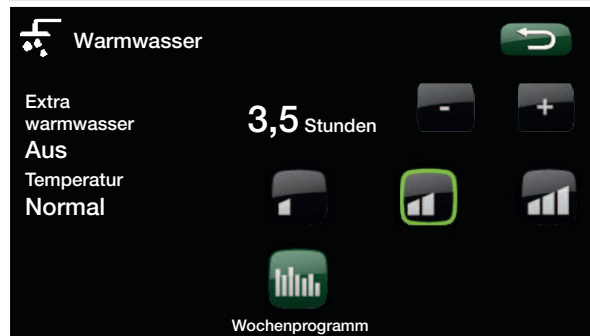 Warmwasser
Extra
warmwasser
Aus
3,5 Stunden
- +
Temperatur
Normal
Wochenprogramm